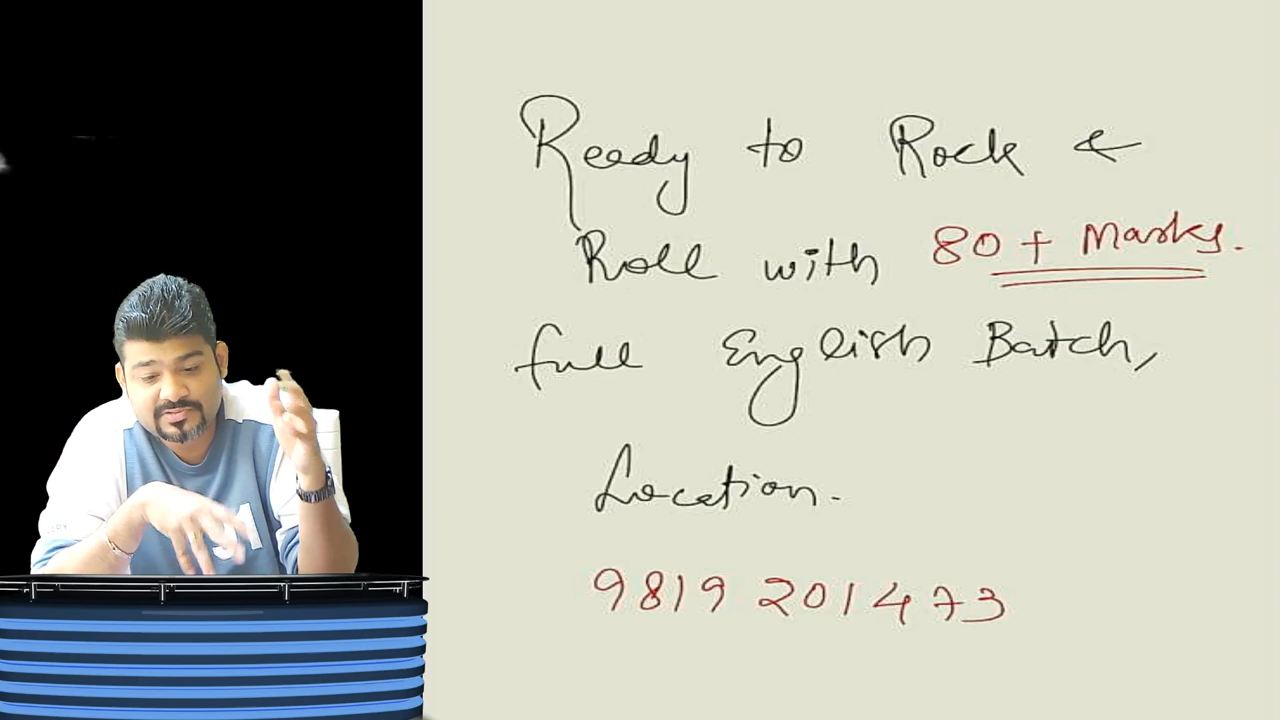 Ready to Rock &
Roll with 80+ Marks.
full English Batch,
Location.
9819 201473